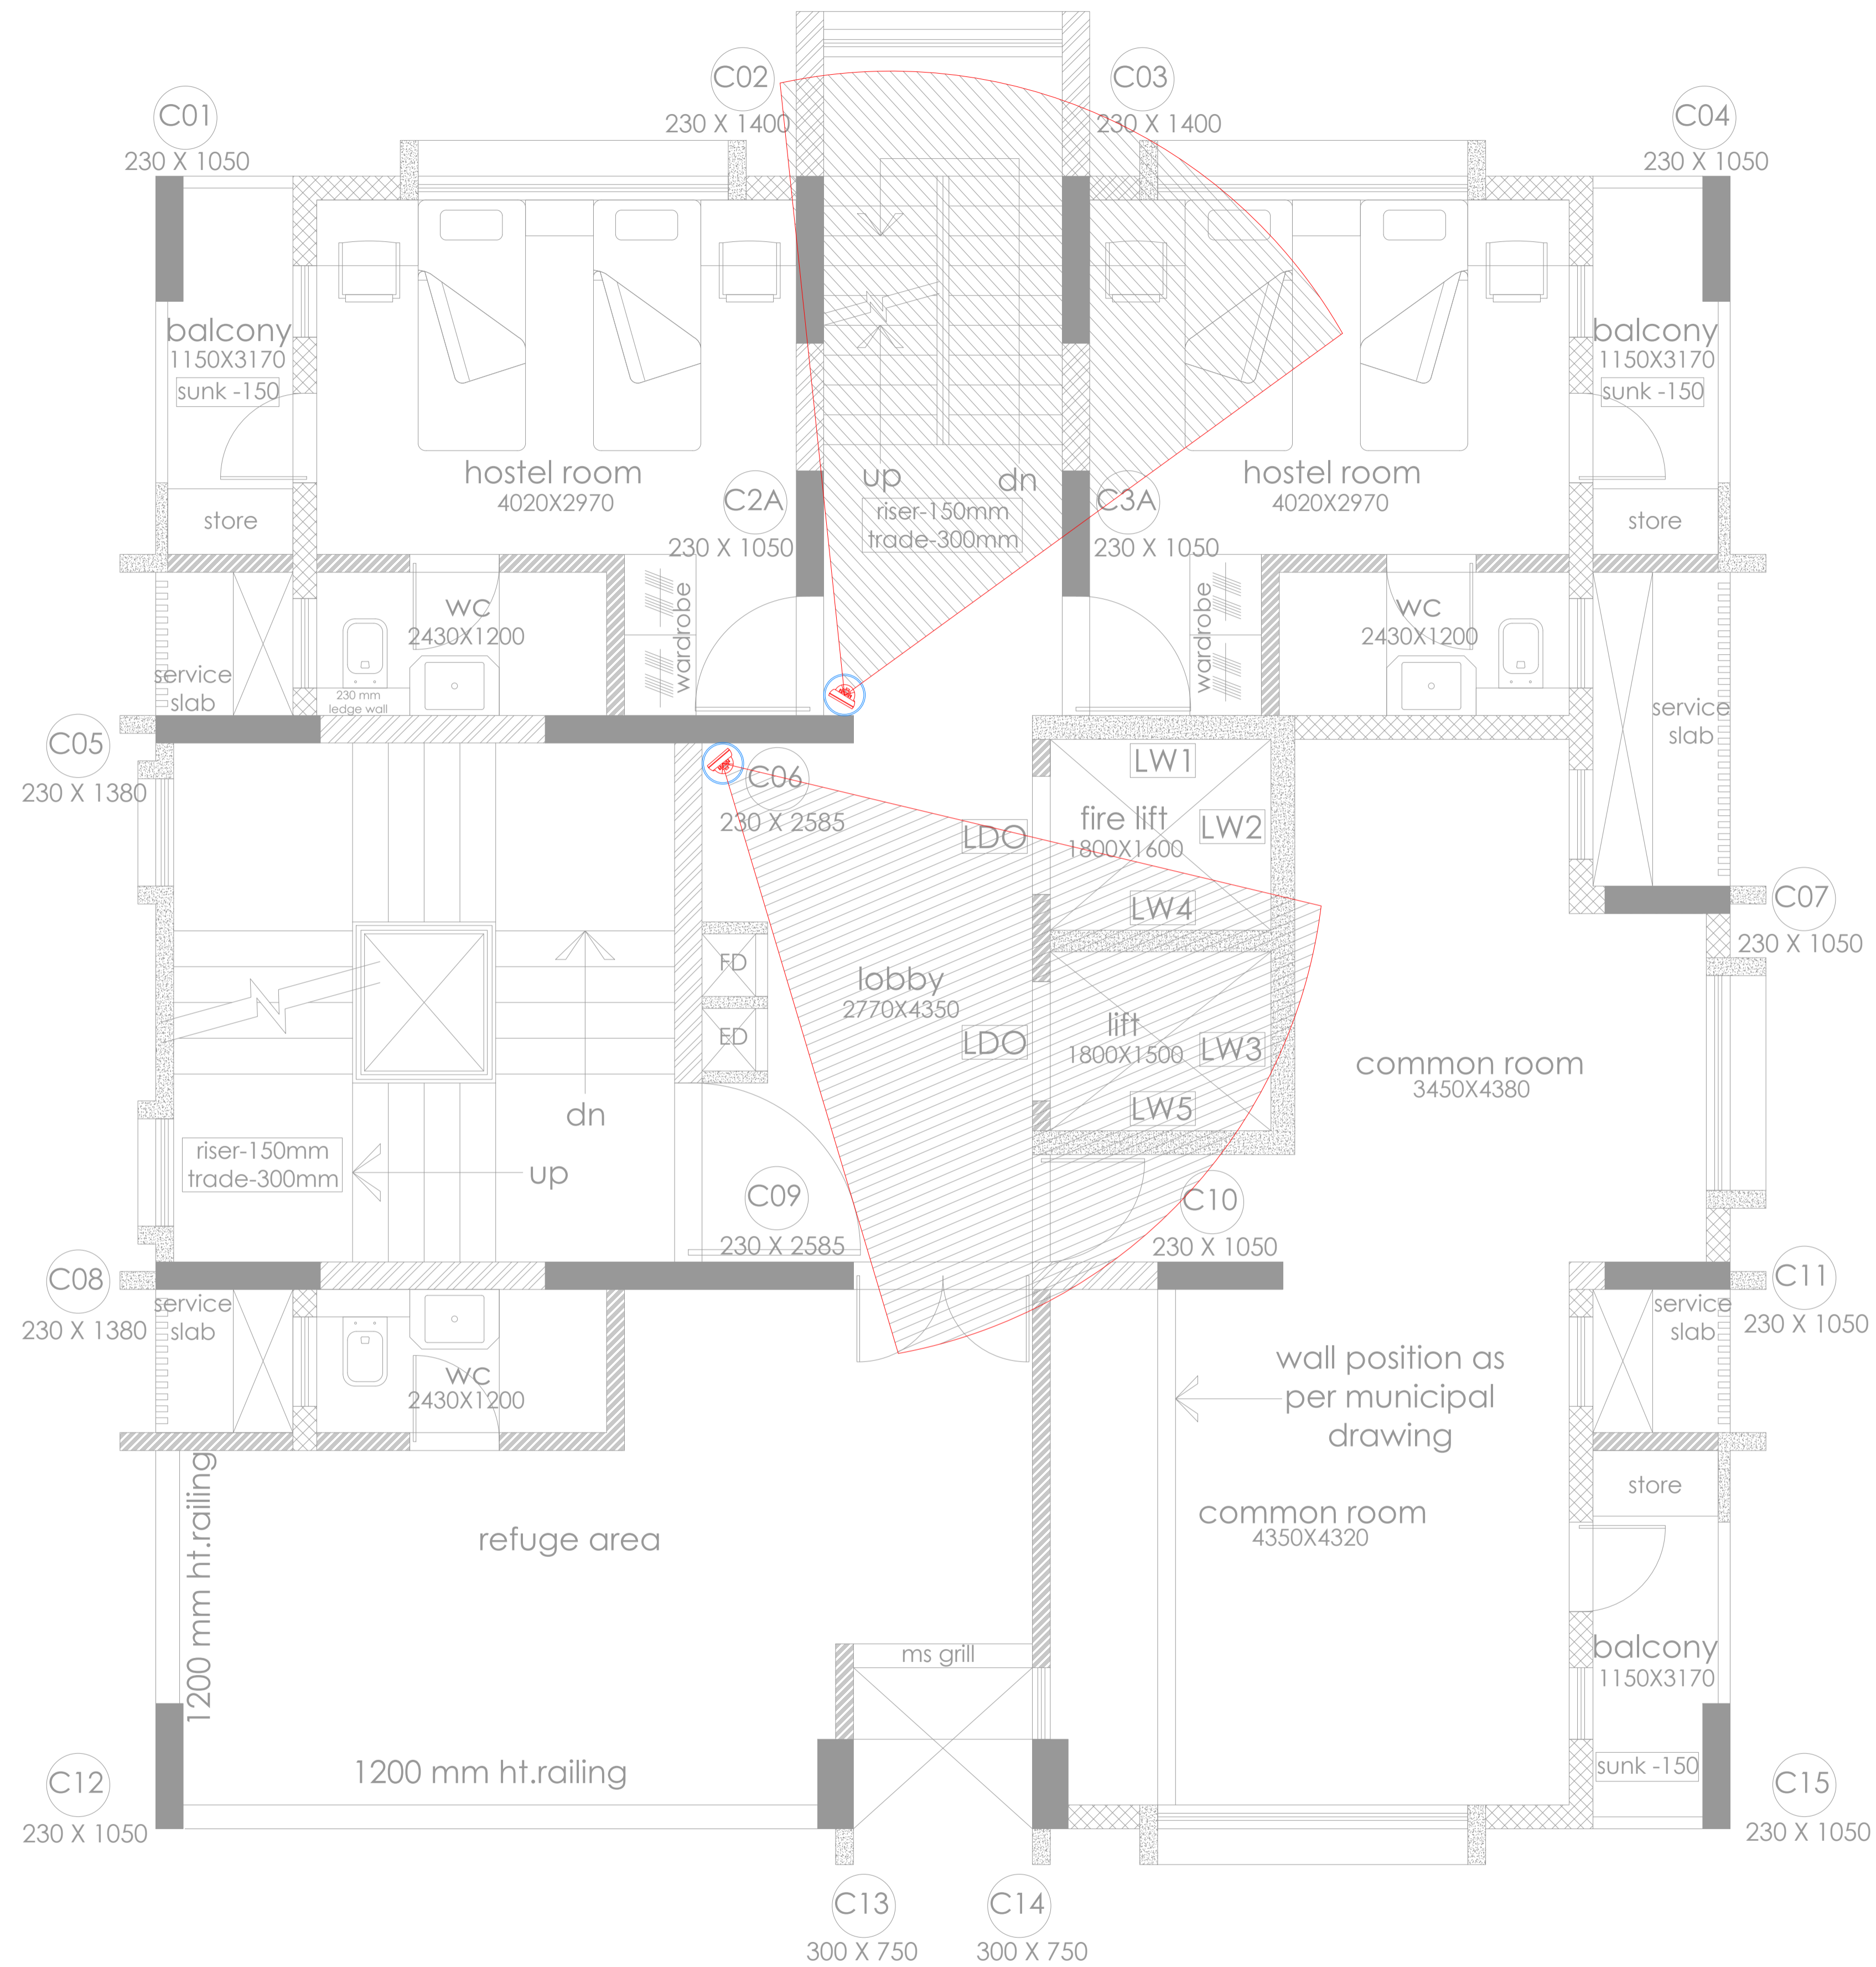 C01
230 X 1050
C02
230 X 1400
C03
230 X 1400
C04
230 X 1050
balcony
1150X3170
sunk -150
hostel room
4020X2970
store
C2A
230 X 1050
up
dn
riser-150mm
trade-300mm
C3A
230 X 1050
hostel room
4020X2970
balcony
1150X3170
sunk -150
store
wc
2430X1200
service
slab
230 mm
ledge wall
wardrobe
wardrobe
wc
2430X1200
service
slab
C05
230 X 1380
C06
230 X 2585
LW1
fire lift
1800X1600
LW2
LDO
LW4
C07
230 X 1050
FD
ED
lobby
2770X4350
LDO
lift
1800X1500
LW3
LW5
common room
3450X4380
dn
riser-150mm
trade-300mm
up
C09
230 X 2585
C10
230 X 1050
C08
230 X 1380
C11
230 X 1050
service
slab
wc
2430X1200
service
slab
wall position as
per municipal
drawing
1200 mm ht.railing
refuge area
common room
4350X4320
store
ms grill
balcony
1150X3170
sunk -150
1200 mm ht.railing
C12
230 X 1050
C15
230 X 1050
C13
300 X 750
C14
300 X 750